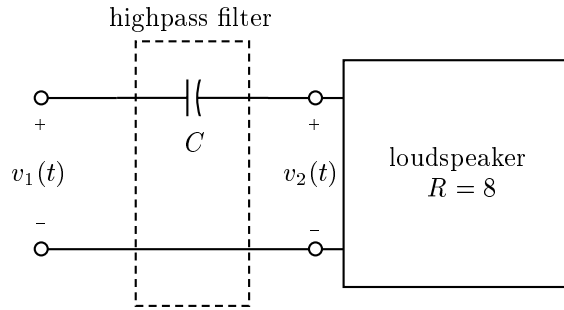 highpass filter
+
C
+
v₁(t)
v₂(t)
loudspeaker
R = 8
−
−